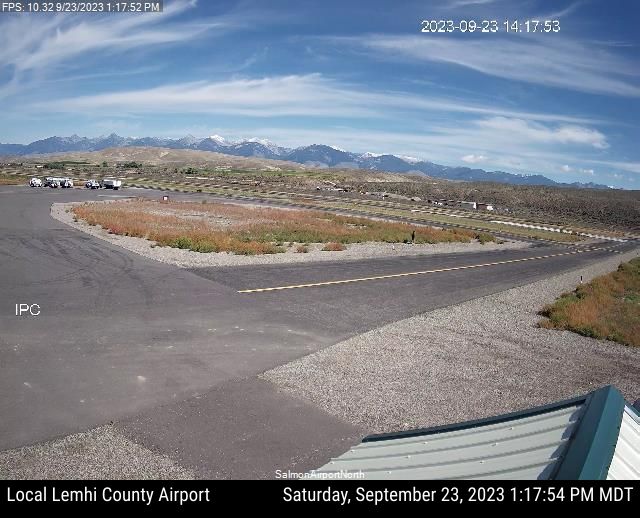 FPS: 10.32 9/23/2023 1:17:52 PM
2023-09-23 14:17:53
IPC
SalmonAirportNorth
Local Lemhi County Airport Saturday, September 23, 2023 1:17:54 PM MDT